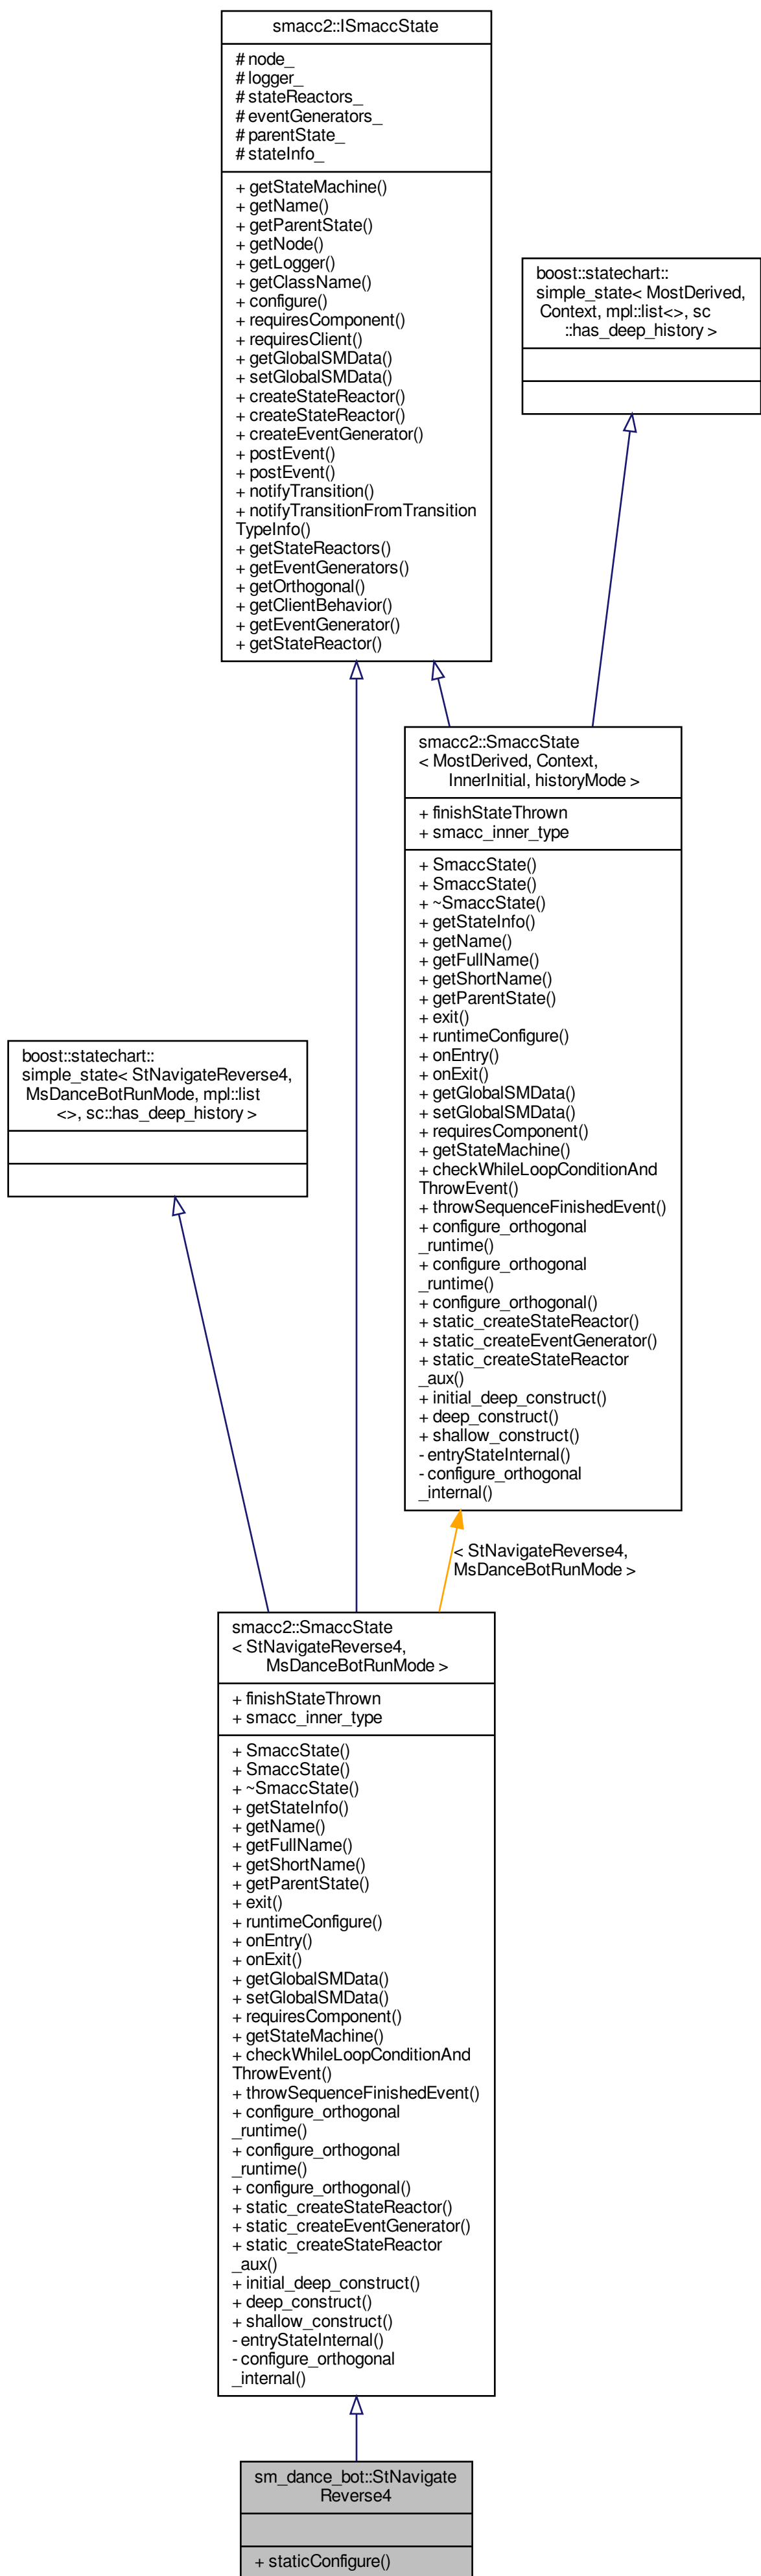 smacc2::ISmaccState
# node_
# logger_
# stateReactors_
# eventGenerators_
# parentState_
# stateInfo_
+ getStateMachine()
+ getName()
+ getParentState()
+ getNode()
+ getLogger()
+ getClassName()
+ configure()
+ requiresComponent()
+ requiresClient()
+ getGlobalSMData()
+ setGlobalSMData()
+ createStateReactor()
+ createStateReactor()
+ createEventGenerator()
+ postEvent()
+ postEvent()
+ notifyTransition()
+ notifyTransitionFromTransition
TypeInfo()
+ getStateReactors()
+ getEventGenerators()
+ getOrthogonal()
+ getClientBehavior()
+ getEventGenerator()
+ getStateReactor()
boost::statechart::
simple_state< MostDerived,
Context, mpl::list<>, sc
::has_deep_history >
smacc2::SmaccState
< MostDerived, Context,
InnerInitial, historyMode >
+ finishStateThrown
+ smacc_inner_type
+ SmaccState()
+ SmaccState()
+ ~SmaccState()
+ getStateInfo()
+ getName()
+ getFullName()
+ getShortName()
+ getParentState()
+ exit()
+ runtimeConfigure()
+ onEntry()
+ onExit()
+ getGlobalSMData()
+ setGlobalSMData()
+ requiresComponent()
+ getStateMachine()
+ checkWhileLoopConditionAnd
ThrowEvent()
+ throwSequenceFinishedEvent()
+ configure_orthogonal
_runtime()
+ configure_orthogonal
_runtime()
+ configure_orthogonal()
+ static_createStateReactor()
+ static_createEventGenerator()
+ static_createStateReactor
_aux()
+ initial_deep_construct()
+ deep_construct()
+ shallow_construct()
- entryStateInternal()
- configure_orthogonal
_internal()
boost::statechart::
simple_state< StNavigateReverse4,
MsDanceBotRunMode, mpl::list
<>, sc::has_deep_history >
< StNavigateReverse4,
MsDanceBotRunMode >
smacc2::SmaccState
< StNavigateReverse4,
MsDanceBotRunMode >
+ finishStateThrown
+ smacc_inner_type
+ SmaccState()
+ SmaccState()
+ ~SmaccState()
+ getStateInfo()
+ getName()
+ getFullName()
+ getShortName()
+ getParentState()
+ exit()
+ runtimeConfigure()
+ onEntry()
+ onExit()
+ getGlobalSMData()
+ setGlobalSMData()
+ requiresComponent()
+ getStateMachine()
+ checkWhileLoopConditionAnd
ThrowEvent()
+ throwSequenceFinishedEvent()
+ configure_orthogonal
_runtime()
+ configure_orthogonal
_runtime()
+ configure_orthogonal()
+ static_createStateReactor()
+ static_createEventGenerator()
+ static_createStateReactor
_aux()
+ initial_deep_construct()
+ deep_construct()
+ shallow_construct()
- entryStateInternal()
- configure_orthogonal
_internal()
sm_dance_bot::StNavigate
Reverse4
+ staticConfigure()